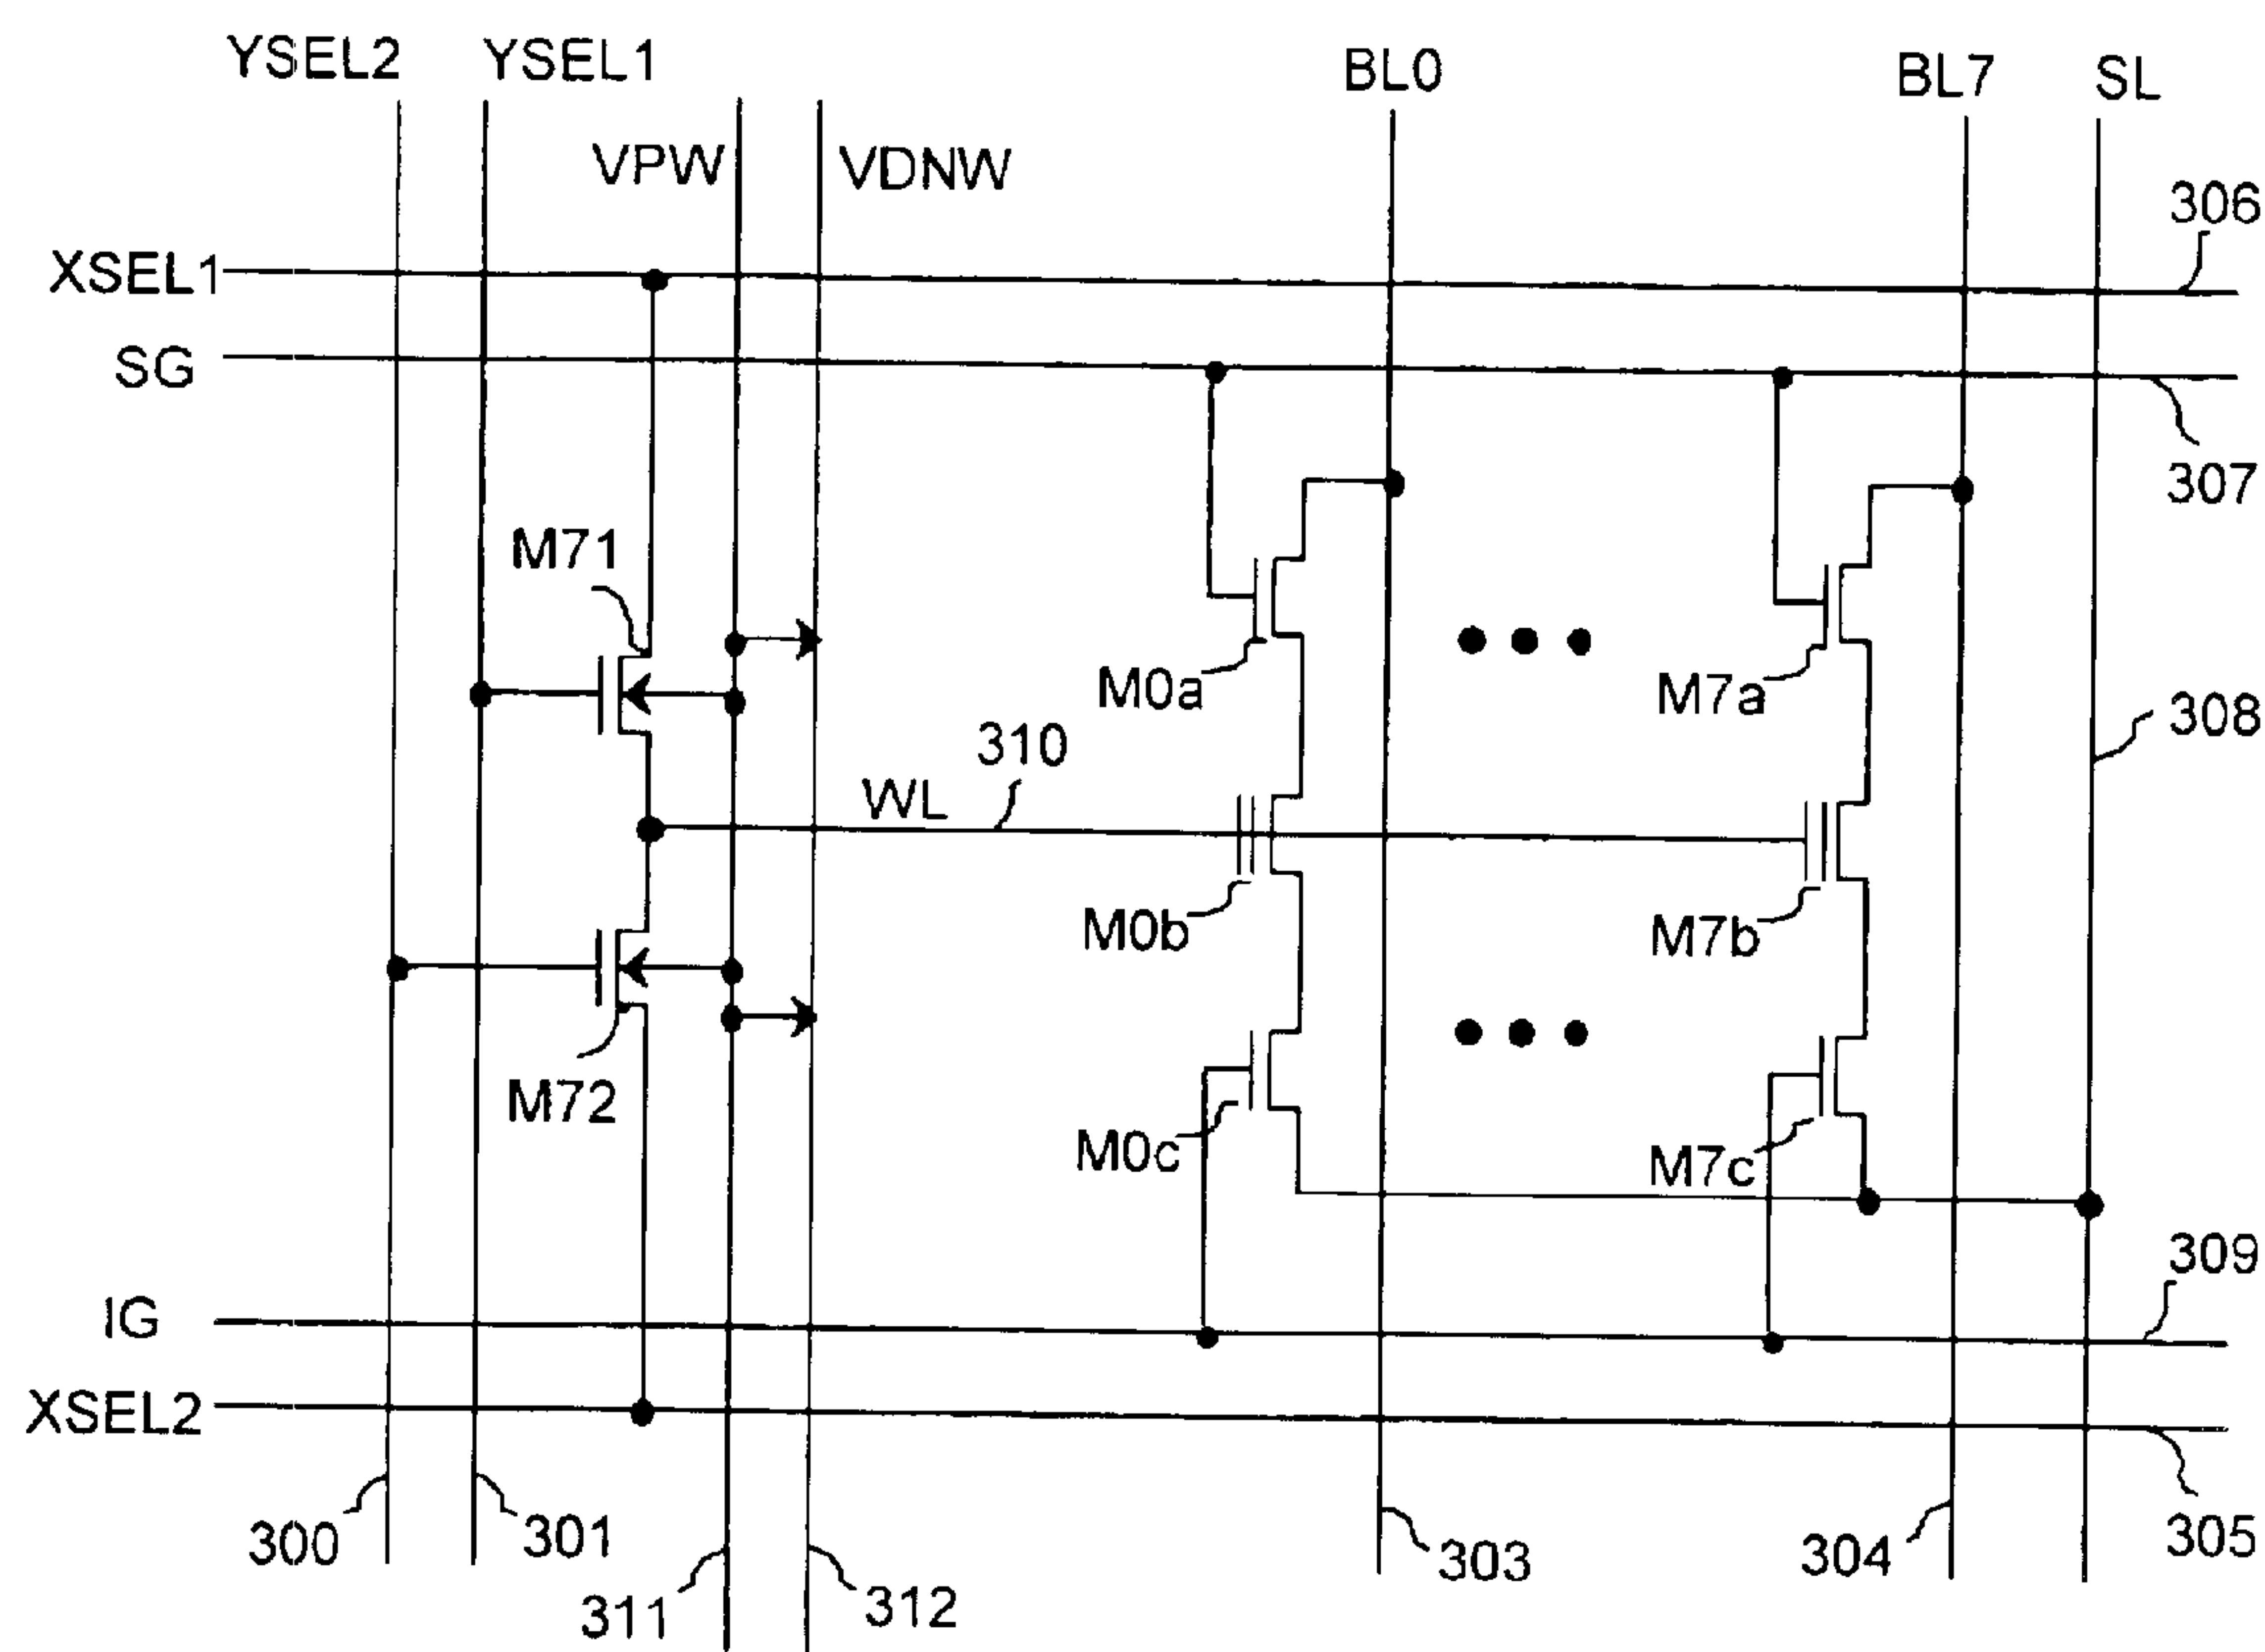 YSEL2 YSEL1 BL0 BL7 SL
VPW VDNW
306
XSEL1
SG
307
M71
M0a M7a
308
310
WL
M0b M7b
M72
M0c M7c
309
IG
XSEL2
300 301 303 304 305
311 312